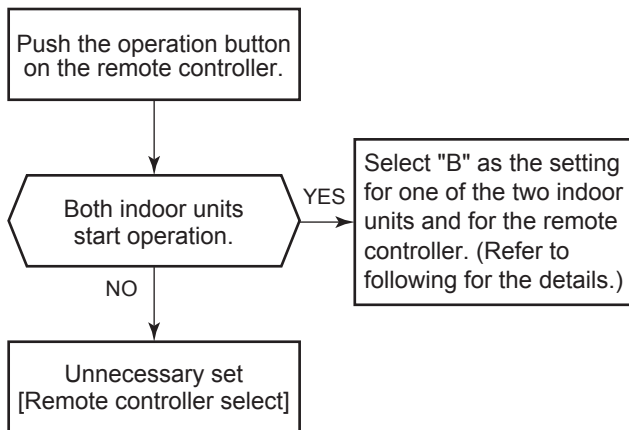 Push the operation button
on the remote controller.
Both indoor units
start operation.
YES
Select "B" as the setting
for one of the two indoor
units and for the remote
controller. (Refer to
following for the details.)
NO
Unnecessary set
[Remote controller select]